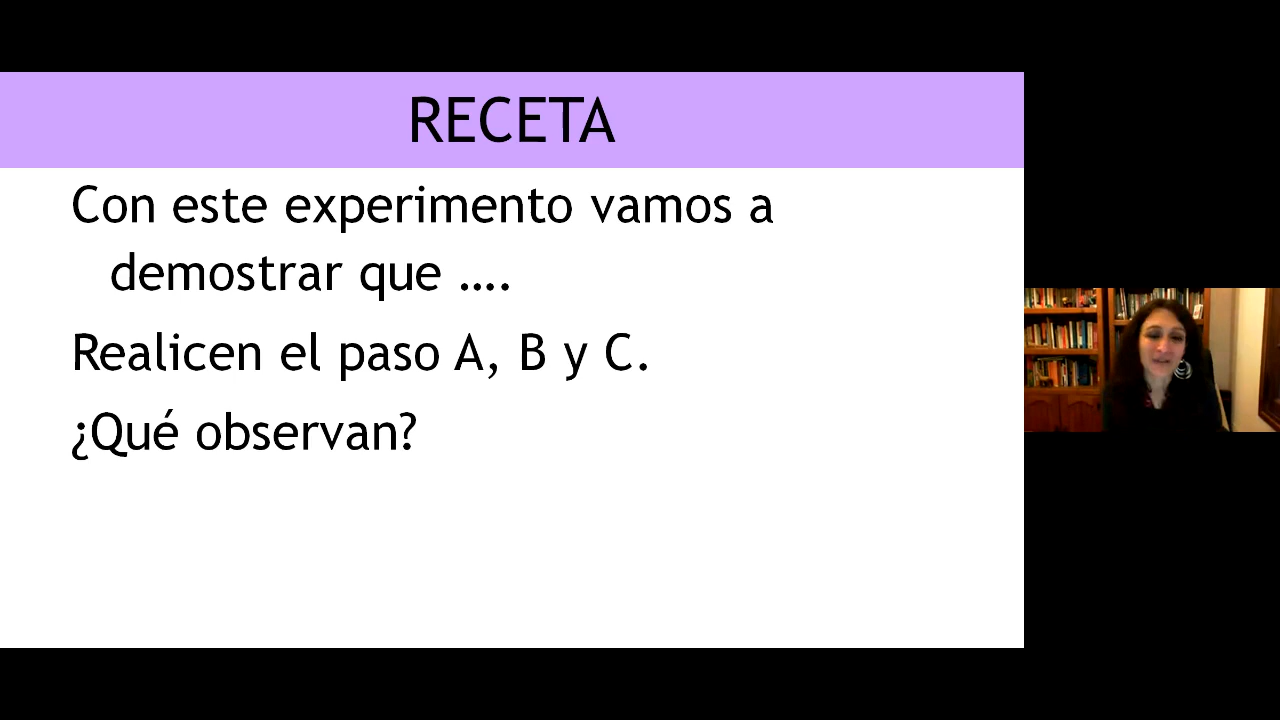 RECETA
Con este experimento vamos a
demostrar que ....
Realicen el paso A, B y C.
¿Qué observan?